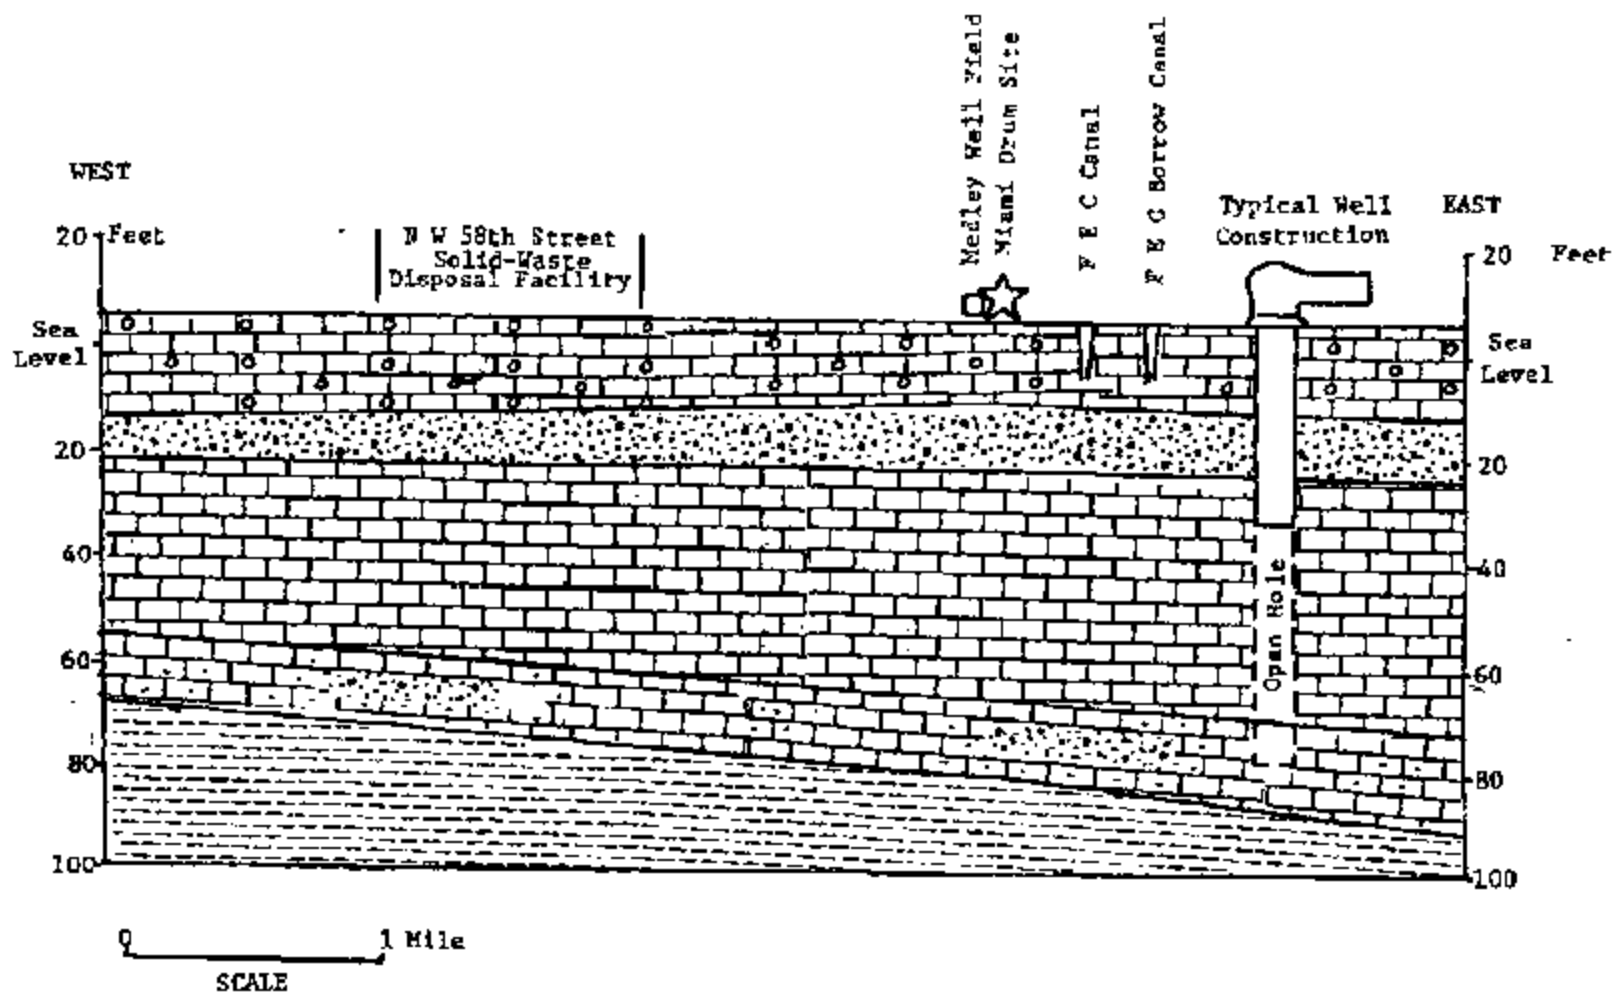 Medley Well Field
Miami Drum Site
F E C Canal
F E C Borrow Canal
WEST
Typical Well
Construction
EAST
20 Feet
N W 58th Street
Solid-Waste
Disposal Facility
20 Feet
Sea
Level
Sea
Level
20
20
40
40
Open Hole
60
60
80
80
100
100
0
1 Mile
SCALE